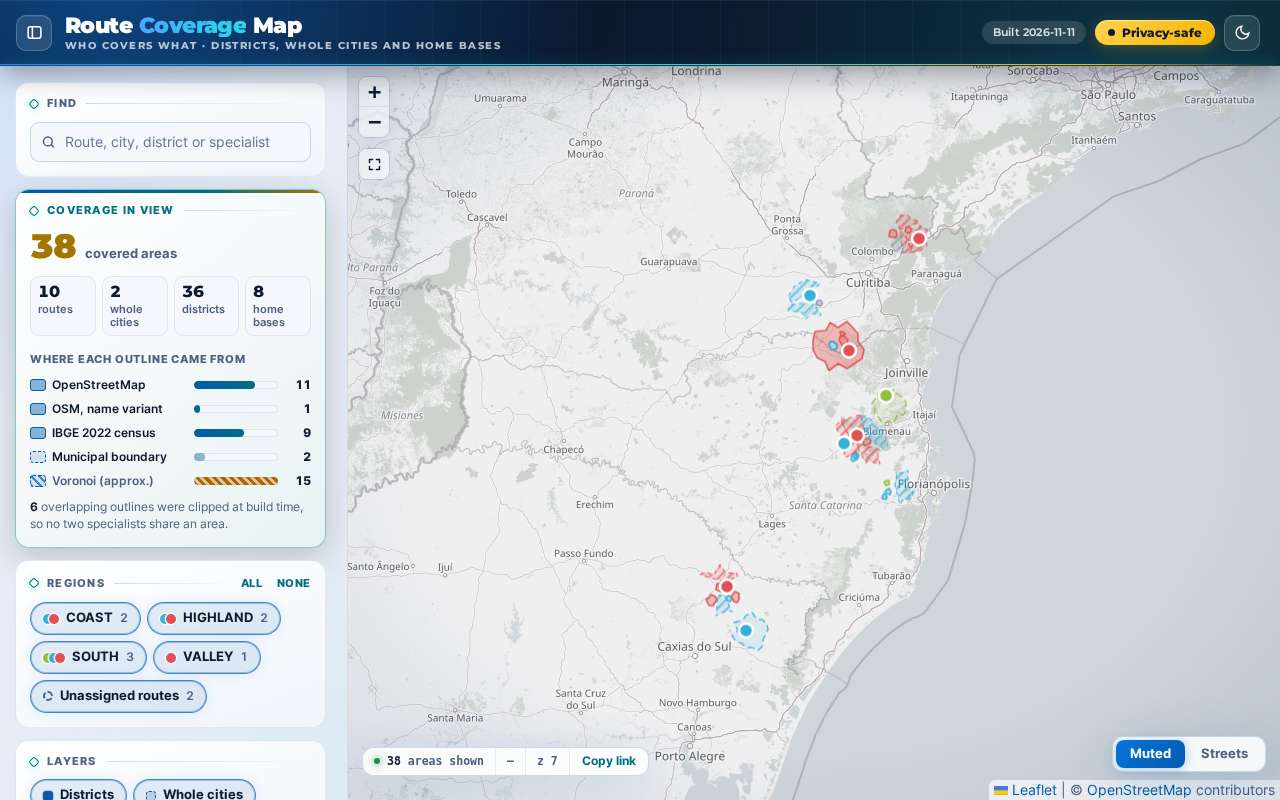 Route Coverage Map
WHO COVERS WHAT · DISTRICTS, WHOLE CITIES AND HOME BASES
Built 2026-11-11
Privacy-safe
FIND
Route, city, district or specialist
COVERAGE IN VIEW
38 covered areas
10 routes
2 whole cities
36 districts
8 home bases
WHERE EACH OUTLINE CAME FROM
OpenStreetMap 11
OSM, name variant 1
IBGE 2022 census 9
Municipal boundary 2
Voronoi (approx.) 15
6 overlapping outlines were clipped at build time,
so no two specialists share an area.
REGIONS ALL NONE
COAST 2
HIGHLAND 2
SOUTH 3
VALLEY 1
Unassigned routes 2
LAYERS
Districts
Whole cities
+
−
Londrina
Maringá
Umuarama
Sorocaba
Campos
Itapetininga
São Paulo
Caraguatatuba
Santos
Itanhaém
Campo
Mourão
Toledo
Paraná
Cascavel
Ponta
Grossa
Colombo
Guarapuava
lto Paraná
Paranaguá
Curitiba
Foz do
Iguaçu
Joinville
Misiones
Itajaí
Blumenau
Chapecó
Florianópolis
Erechim
Santa Catarina
Lages
Passo Fundo
Santo Ângelo
Ijuí
Tubarão
Criciúma
Caxias do Sul
Santa Cruz
do Sul
Novo Hamburgo
Santa Maria
Canoas
Porto Alegre
38 areas shown
—
z 7
Copy link
Muted
Streets
Leaflet | © OpenStreetMap contributors